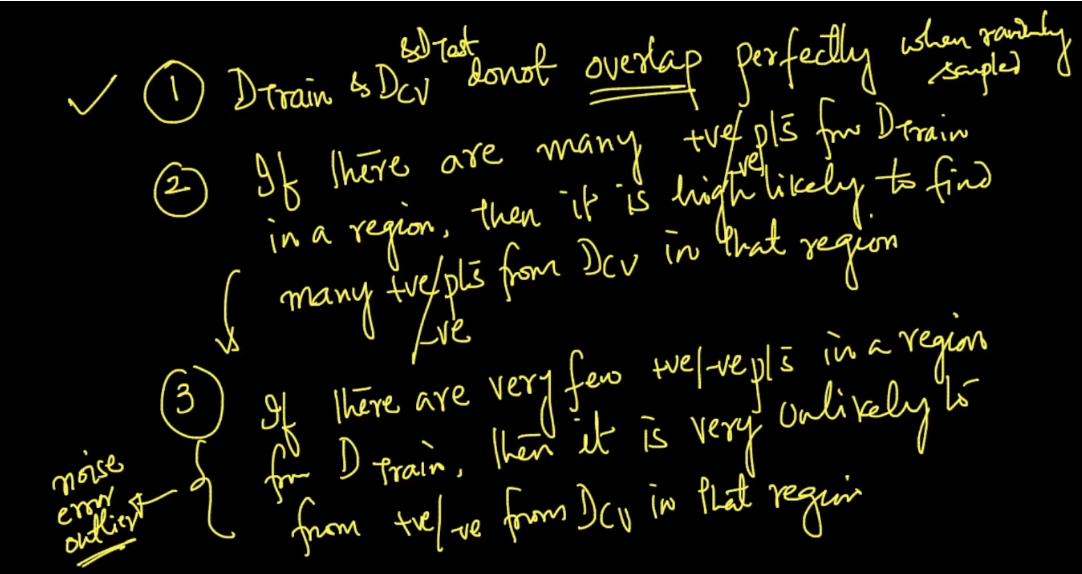 & D Test
① DTrain & DCV donot overlap perfectly when randomly sampled
② If there are many +ve/-ve pts from DTrain
in a region, then it is high likely to find
many +ve/-ve pts from DCV in that region
③ If there are very few +ve/-ve pts in a region
from DTrain, then it is very unlikely to
from +ve/-ve from DCV in that region
noise
error
outlier